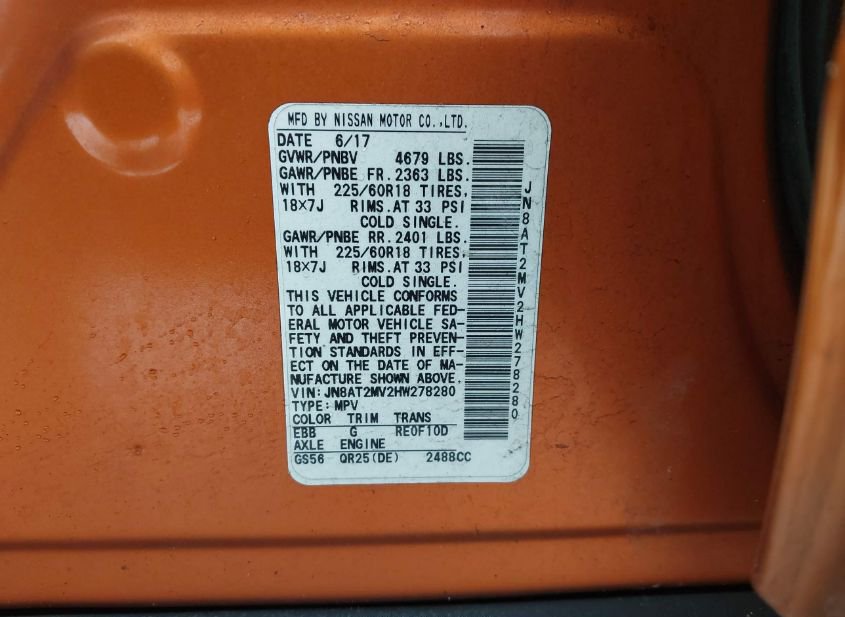 MFD BY NISSAN MOTOR CO.,LTD.
DATE 6/17
GVWR/PNBV 4679 LBS.
GAWR/PNBE FR. 2363 LBS.
WITH 225/60R18 TIRES,
18×7J RIMS.AT 33 PSI
COLD SINGLE.
GAWR/PNBE RR. 2401 LBS.
WITH 225/60R18 TIRES,
18×7J RIMS.AT 33 PSI
COLD SINGLE.
THIS VEHICLE CONFORMS
TO ALL APPLICABLE FED-
ERAL MOTOR VEHICLE SA-
FETY AND THEFT PREVEN-
TION STANDARDS IN EFF-
ECT ON THE DATE OF MA-
NUFACTURE SHOWN ABOVE.
VIN: JN8AT2MV2HW278280
TYPE: MPV
COLOR TRIM TRANS
EBB G RE0F10D
AXLE ENGINE
GS56 QR25(DE) 2488CC
JN8AT2MV2HW278280